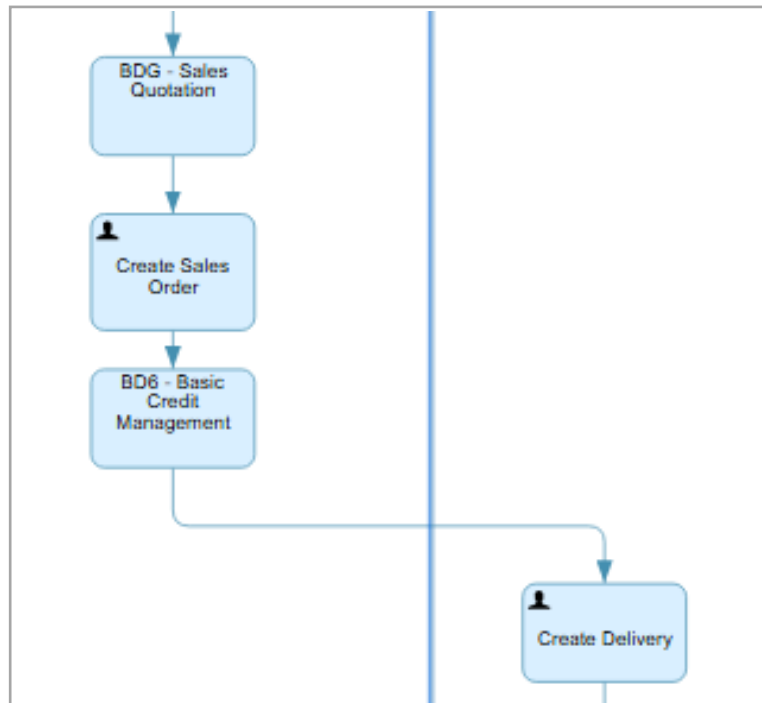 BDG - Sales
Quotation
Create Sales
Order
BD6 - Basic
Credit
Management
Create Delivery